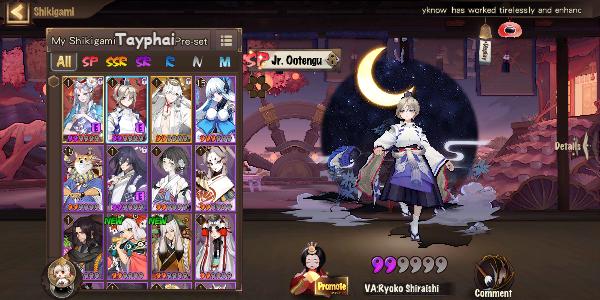 Shikigami
yknow has worked tirelessly and enhanc
My Shikigami Tayphai Pre-set
All SP SSR SR R N M
SP Jr. Ootengu
Display
Details
NEW NEW
Promote
VA:Ryoko Shiraishi
Comment